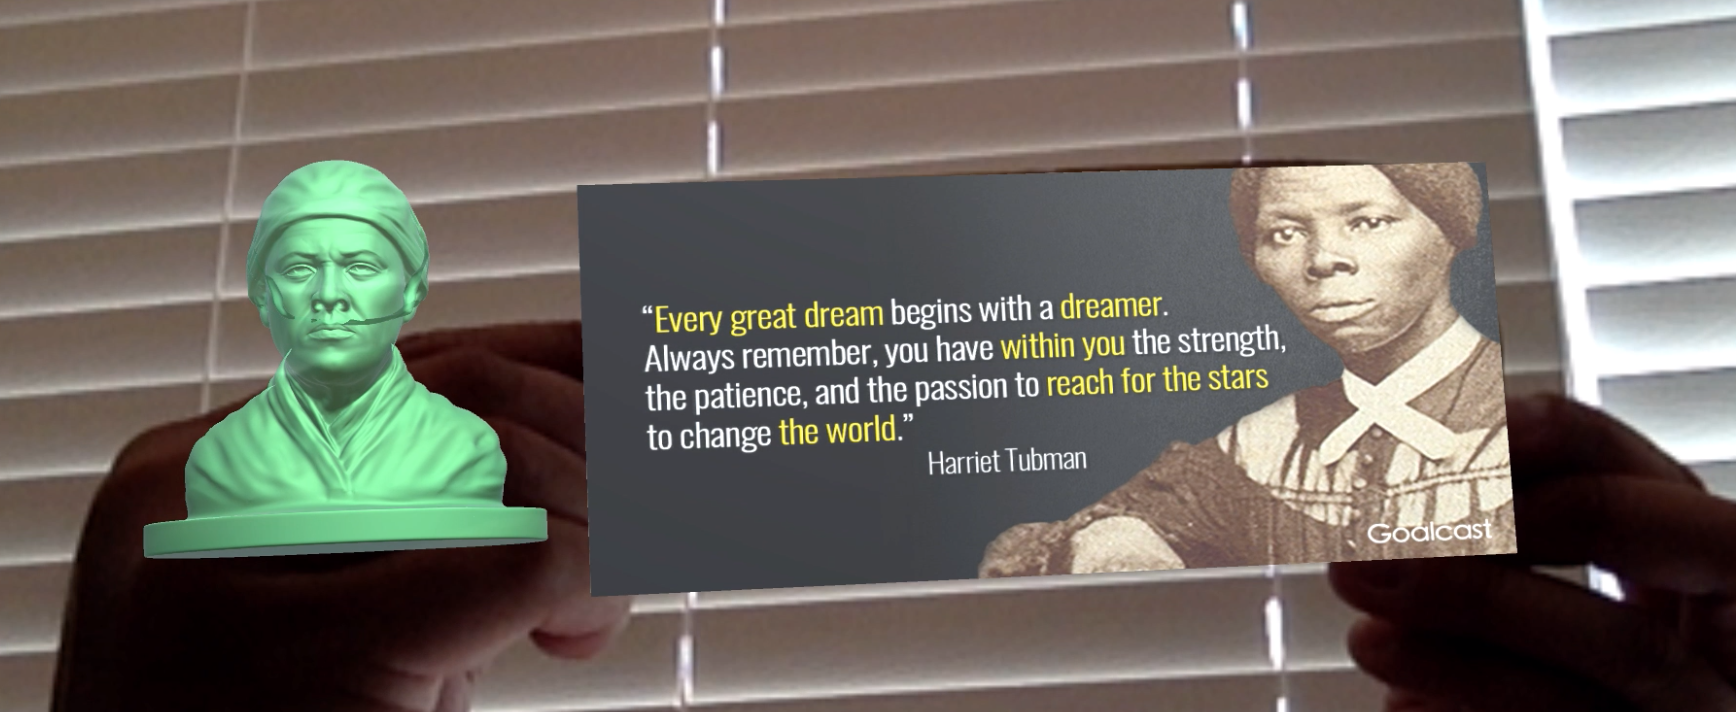 “Every great dream begins with a dreamer.
Always remember, you have within you the strength,
the patience, and the passion to reach for the stars
to change the world.”
Harriet Tubman
Goalcast